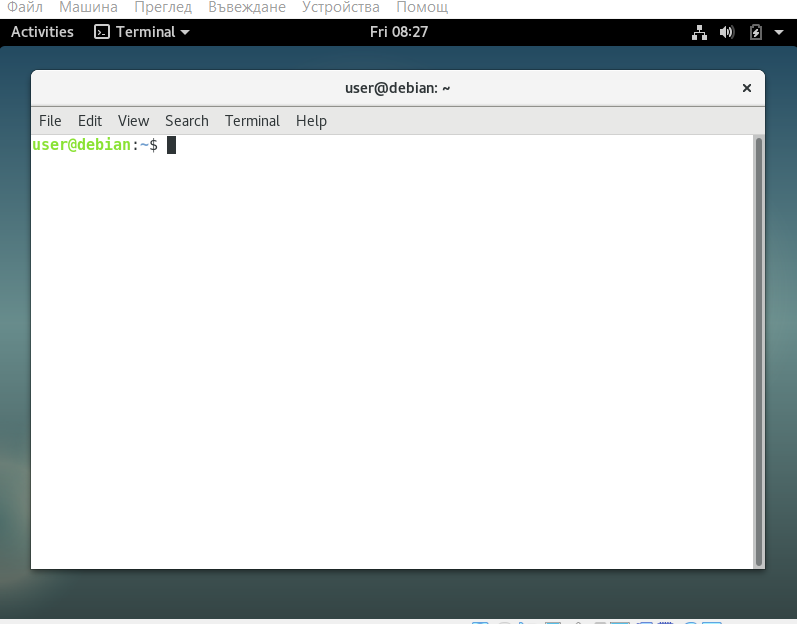 Файл Машина Преглед Въвеждане Устройства Помощ
Activities Terminal Fri 08:27
user@debian: ~
File Edit View Search Terminal Help
user@debian:~$